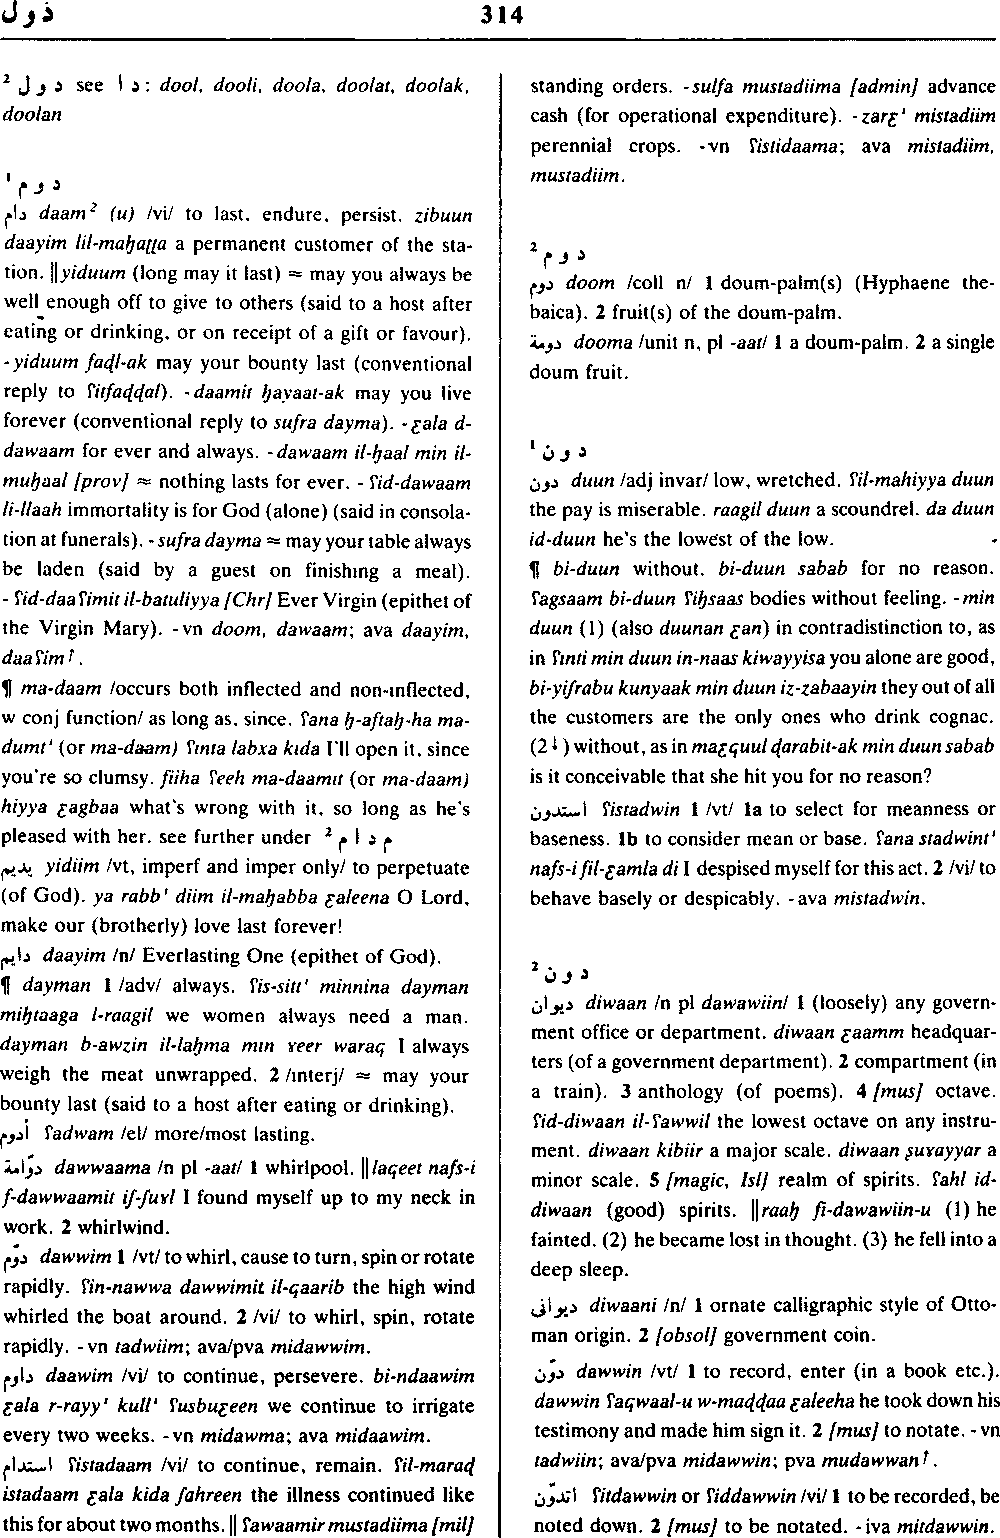 ذول
314
² د و ل see د ا: dool, dooli, doola, doolat, doolak,
doolan
د و م ¹
دام daam² (u) /vi/ to last, endure, persist. zibuun
daayim lil-maḥaṭṭa a permanent customer of the sta-
tion. ||yiduum (long may it last) ≈ may you always be
well enough off to give to others (said to a host after
eating or drinking, or on receipt of a gift or favour).
-yiduum faḍl-ak may your bounty last (conventional
reply to ʕitfaḍḍal). -daamit ḥayaat-ak may you live
forever (conventional reply to sufra dayma). -ƹala d-
dawaam for ever and always. -dawaam il-ḥaal min il-
muḥaal [prov] ≈ nothing lasts for ever. - ʕid-dawaam
li-llaah immortality is for God (alone) (said in consola-
tion at funerals). -sufra dayma ≈ may your table always
be laden (said by a guest on finishing a meal).
- ʕid-daaʕimit il-batuliyya [Chr] Ever Virgin (epithet of
the Virgin Mary). -vn doom, dawaam; ava daayim,
daaʕim↑.
¶ ma-daam /occurs both inflected and non-inflected,
w conj function/ as long as, since. ʕana ḥ-aftaḥ-ha ma-
dumt' (or ma-daam) ʕinta labxa kida I'll open it, since
you're so clumsy. fiiha ʕeeh ma-daamit (or ma-daam)
hiyya ƹagbaa what's wrong with it, so long as he's
pleased with her. see further under ² م د ا م
يديم yidiim /vt, imperf and imper only/ to perpetuate
(of God). ya rabb' diim il-maḥabba ƹaleena O Lord,
make our (brotherly) love last forever!
دايم daayim /n/ Everlasting One (epithet of God).
¶ dayman 1 /adv/ always. ʕis-sitt' minnina dayman
miḥtaaga l-raagil we women always need a man.
dayman b-awzin il-laḥma min ɣeer waraq I always
weigh the meat unwrapped. 2 /interj/ ≈ may your
bounty last (said to a host after eating or drinking).
أدوم ʕadwam /el/ more/most lasting.
دوّامة dawwaama /n pl -aat/ 1 whirlpool. ||laqeet nafs-i
f-dawwaamit iʃ-ʃuɣl I found myself up to my neck in
work. 2 whirlwind.
دوّم dawwim 1 /vt/ to whirl, cause to turn, spin or rotate
rapidly. ʕin-nawwa dawwimit il-qaarib the high wind
whirled the boat around. 2 /vi/ to whirl, spin, rotate
rapidly. -vn tadwiim; ava/pva midawwim.
داوم daawim /vi/ to continue, persevere. bi-ndaawim
ƹala r-rayy' kull' ʕusbuƹeen we continue to irrigate
every two weeks. -vn midawma; ava midaawim.
استدام ʕistadaam /vi/ to continue, remain. ʕil-maraḍ
istadaam ƹala kida ʃahreen the illness continued like
this for about two months. || ʕawaamir mustadiima [mil]
standing orders. -sulfa mustadiima [admin] advance
cash (for operational expenditure). -zarƹ' mistadiim
perennial crops. -vn ʕistidaama; ava mistadiim,
mustadiim.
د و م ²
دوم doom /coll n/ 1 doum-palm(s) (Hyphaene the-
baica). 2 fruit(s) of the doum-palm.
دومة dooma /unit n, pl -aat/ 1 a doum-palm. 2 a single
doum fruit.
د و ن ¹
دون duun /adj invar/ low, wretched. ʕil-mahiyya duun
the pay is miserable. raagil duun a scoundrel. da duun
id-duun he's the lowest of the low.
¶ bi-duun without. bi-duun sabab for no reason.
ʕagsaam bi-duun ʕiḥsaas bodies without feeling. -min
duun (1) (also duunan ƹan) in contradistinction to, as
in ʕinti min duun in-naas kiwayyisa you alone are good,
bi-yiʃrabu kunyaak min duun iz-zabaayin they out of all
the customers are the only ones who drink cognac.
(2↓) without, as in maƹquul ḍarabit-ak min duun sabab
is it conceivable that she hit you for no reason?
استدون ʕistadwin 1 /vt/ 1a to select for meanness or
baseness. 1b to consider mean or base. ʕana stadwint'
nafs-i fil-ƹamla di I despised myself for this act. 2 /vi/ to
behave basely or despicably. -ava mistadwin.
د و ن ²
ديوان diwaan /n pl dawawiin/ 1 (loosely) any govern-
ment office or department. diwaan ƹaamm headquar-
ters (of a government department). 2 compartment (in
a train). 3 anthology (of poems). 4 [mus] octave.
ʕid-diwaan il-ʕawwil the lowest octave on any instru-
ment. diwaan kibiir a major scale. diwaan ṣuɣayyar a
minor scale. 5 [magic, Isl] realm of spirits. ʕahl id-
diwaan (good) spirits. ||raaḥ fi-dawawiin-u (1) he
fainted. (2) he became lost in thought. (3) he fell into a
deep sleep.
ديواني diwaani /n/ 1 ornate calligraphic style of Otto-
man origin. 2 [obsol] government coin.
دوّن dawwin /vt/ 1 to record, enter (in a book etc.).
dawwin ʕaqwaal-u w-maḍḍaa ƹaleeha he took down his
testimony and made him sign it. 2 [mus] to notate. -vn
tadwiin; ava/pva midawwin; pva mudawwan↑.
اتدوّن ʕitdawwin or ʕiddawwin /vi/ 1 to be recorded, be
noted down. 2 [mus] to be notated. -iva mitdawwin.